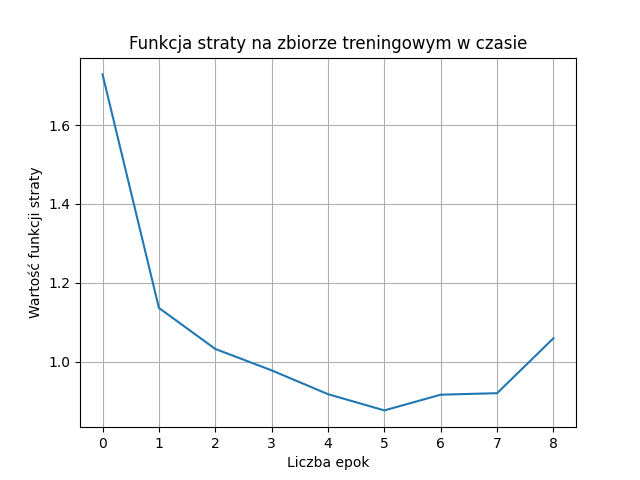 Funkcja straty na zbiorze treningowym w czasie
Wartość funkcji straty
1.6
1.4
1.2
1.0
0 1 2 3 4 5 6 7 8
Liczba epok